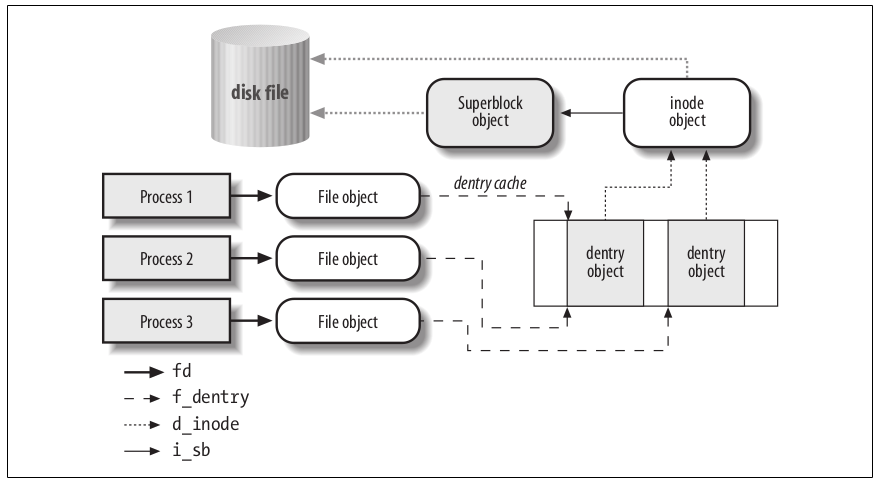 disk file
Superblock
object
inode
object
Process 1
File object
dentry cache
Process 2
File object
dentry
object
dentry
object
Process 3
File object
fd
f_dentry
d_inode
i_sb